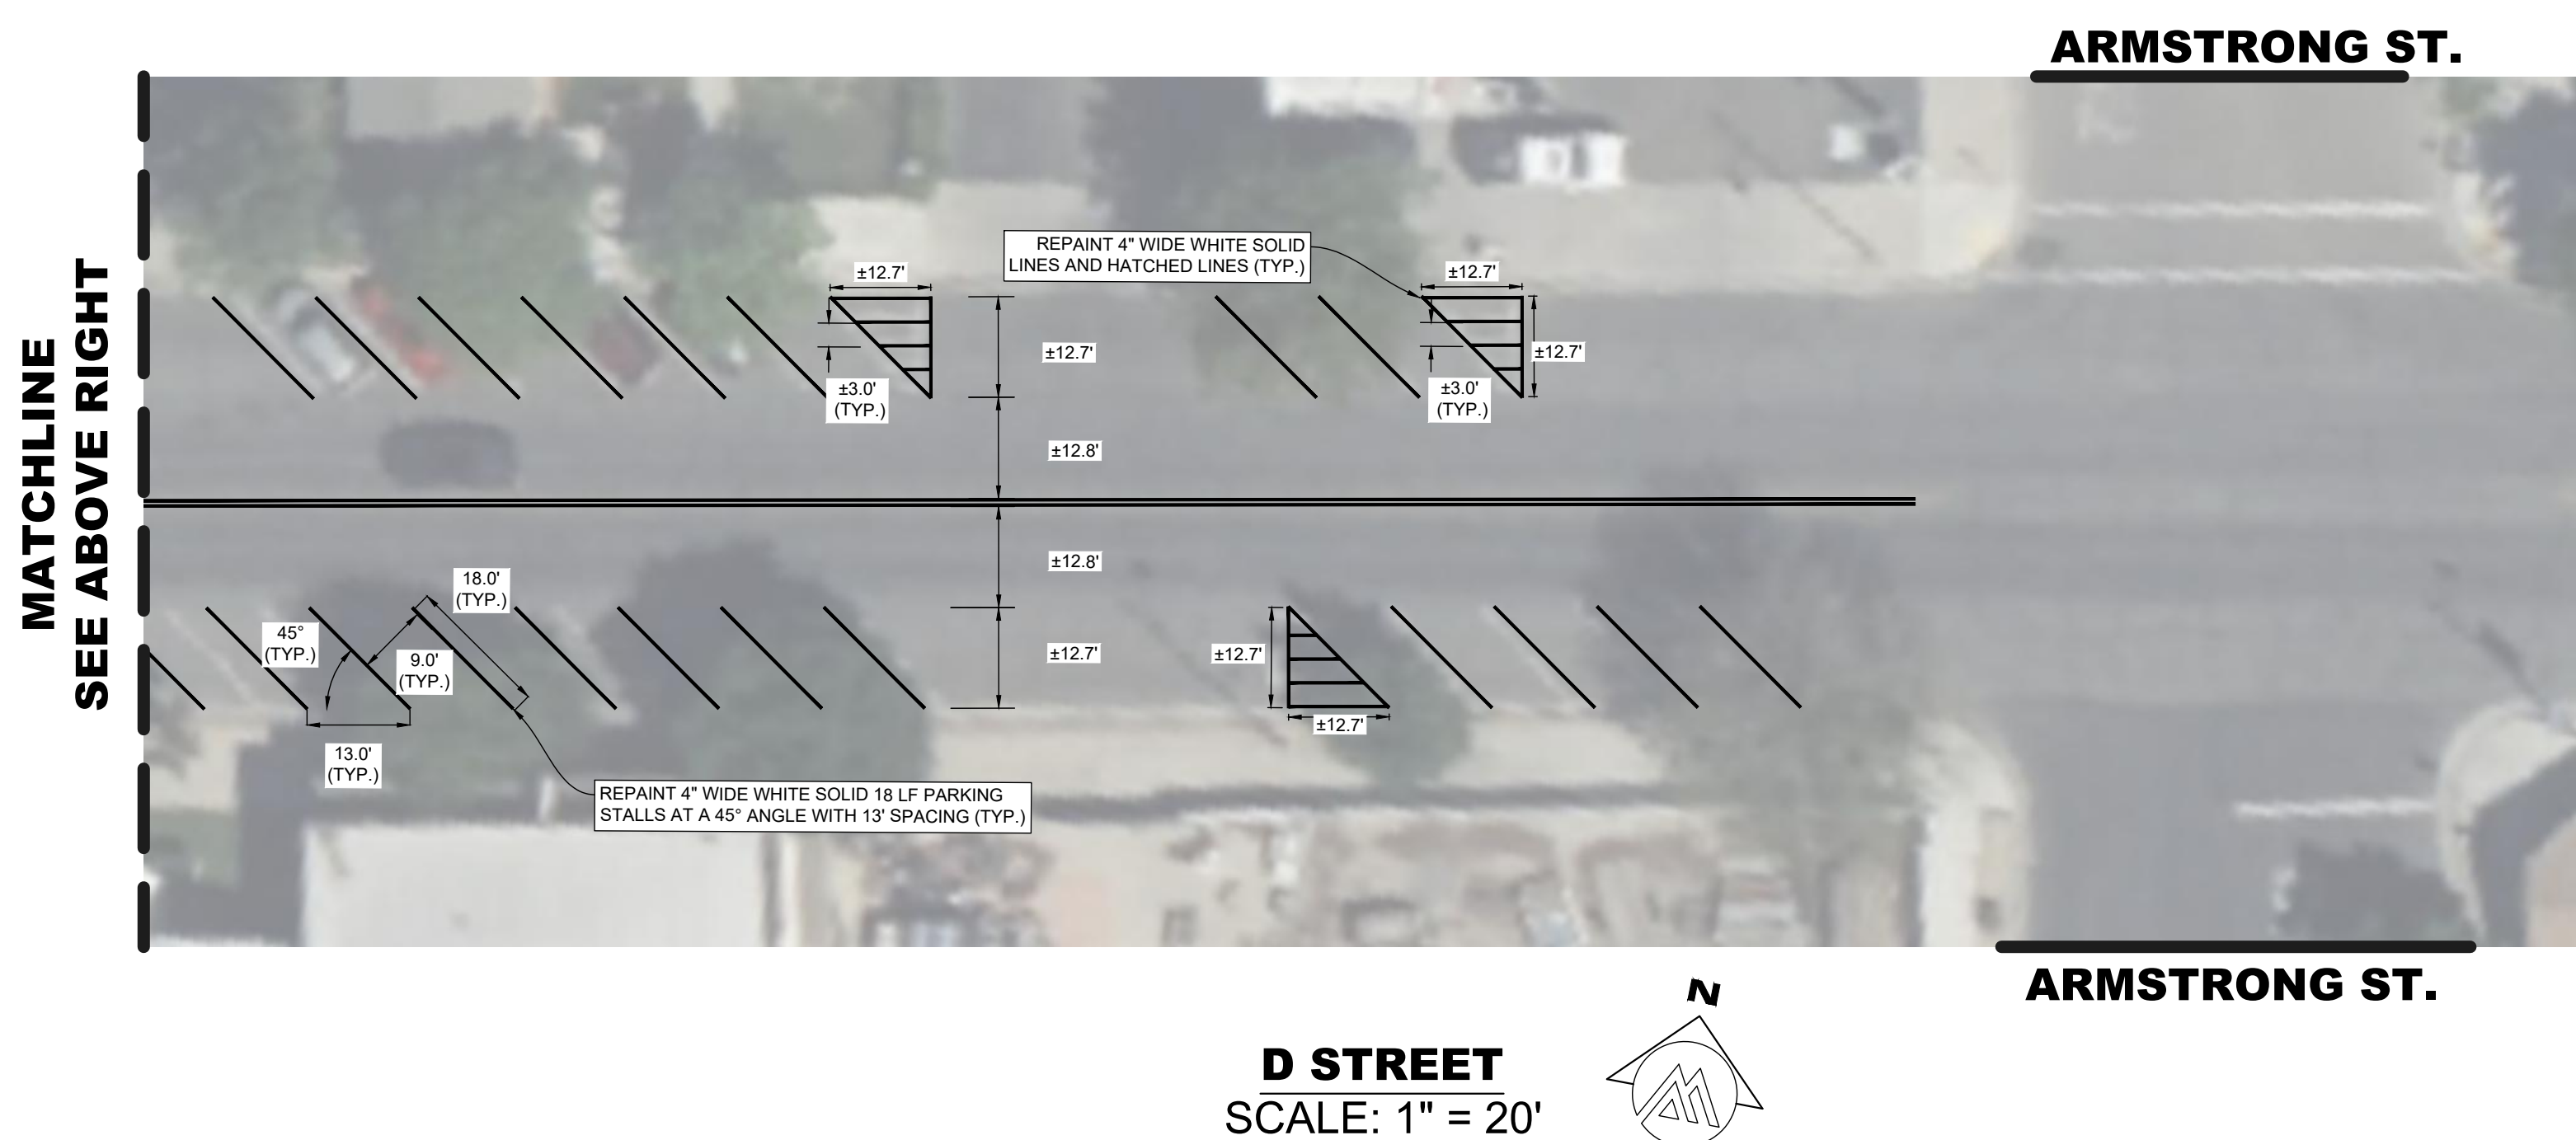 ARMSTRONG ST.
MATCHLINE
SEE ABOVE RIGHT
REPAINT 4" WIDE WHITE SOLID
LINES AND HATCHED LINES (TYP.)
±12.7'
±12.7'
±12.7'
±12.7'
±3.0'
(TYP.)
±3.0'
(TYP.)
±12.8'
±12.8'
18.0'
(TYP.)
45°
(TYP.)
9.0'
(TYP.)
±12.7'
±12.7'
±12.7'
13.0'
(TYP.)
REPAINT 4" WIDE WHITE SOLID 18 LF PARKING
STALLS AT A 45° ANGLE WITH 13' SPACING (TYP.)
ARMSTRONG ST.
N
D STREET
SCALE: 1" = 20'